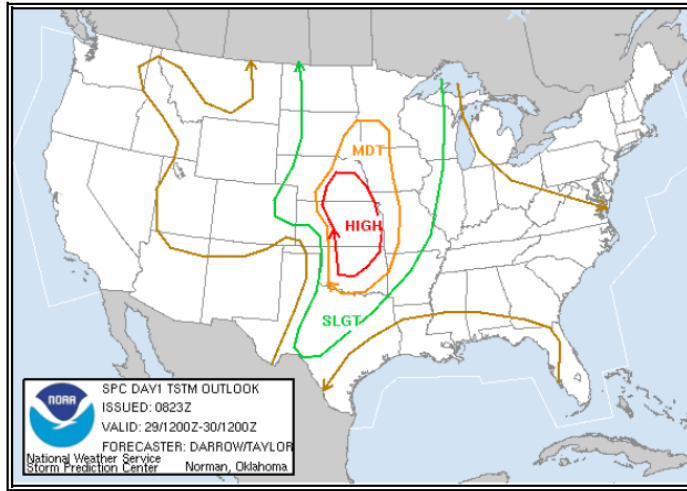 MDT
HIGH
SLGT
NOAA
SPC DAY1 TSTM OUTLOOK
ISSUED: 0823Z
VALID: 29/1200Z-30/1200Z
FORECASTER: DARROW/TAYLOR
National Weather Service
Storm Prediction Center Norman, Oklahoma